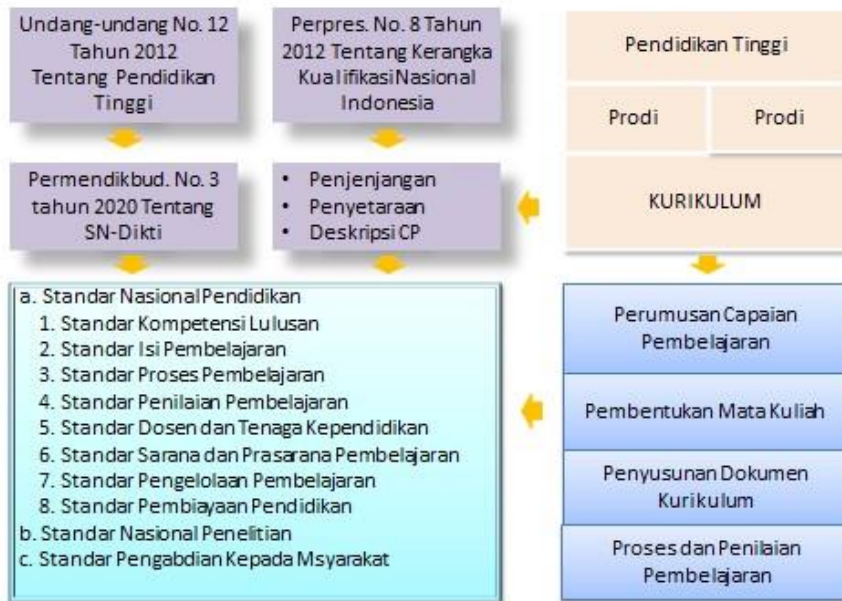 Undang-undang No. 12
Tahun 2012
Tentang Pendidikan
Tinggi
Perpres. No. 8 Tahun
2012 Tentang Kerangka
Kualifikasi Nasional
Indonesia
Pendidikan Tinggi
Prodi
Prodi
Permendikbud. No. 3
tahun 2020 Tentang
SN-Dikti
• Penjenjangan
• Penyetaraan
• Deskripsi CP
KURIKULUM
a. Standar Nasional Pendidikan
1. Standar Kompetensi Lulusan
2. Standar Isi Pembelajaran
3. Standar Proses Pembelajaran
4. Standar Penilaian Pembelajaran
5. Standar Dosen dan Tenaga Kependidikan
6. Standar Sarana dan Prasarana Pembelajaran
7. Standar Pengelolaan Pembelajaran
8. Standar Pembiayaan Pendidikan
b. Standar Nasional Penelitian
c. Standar Pengabdian Kepada Msyarakat
Perumusan Capaian
Pembelajaran
Pembentukan Mata Kuliah
Penyusunan Dokumen
Kurikulum
Proses dan Penilaian
Pembelajaran